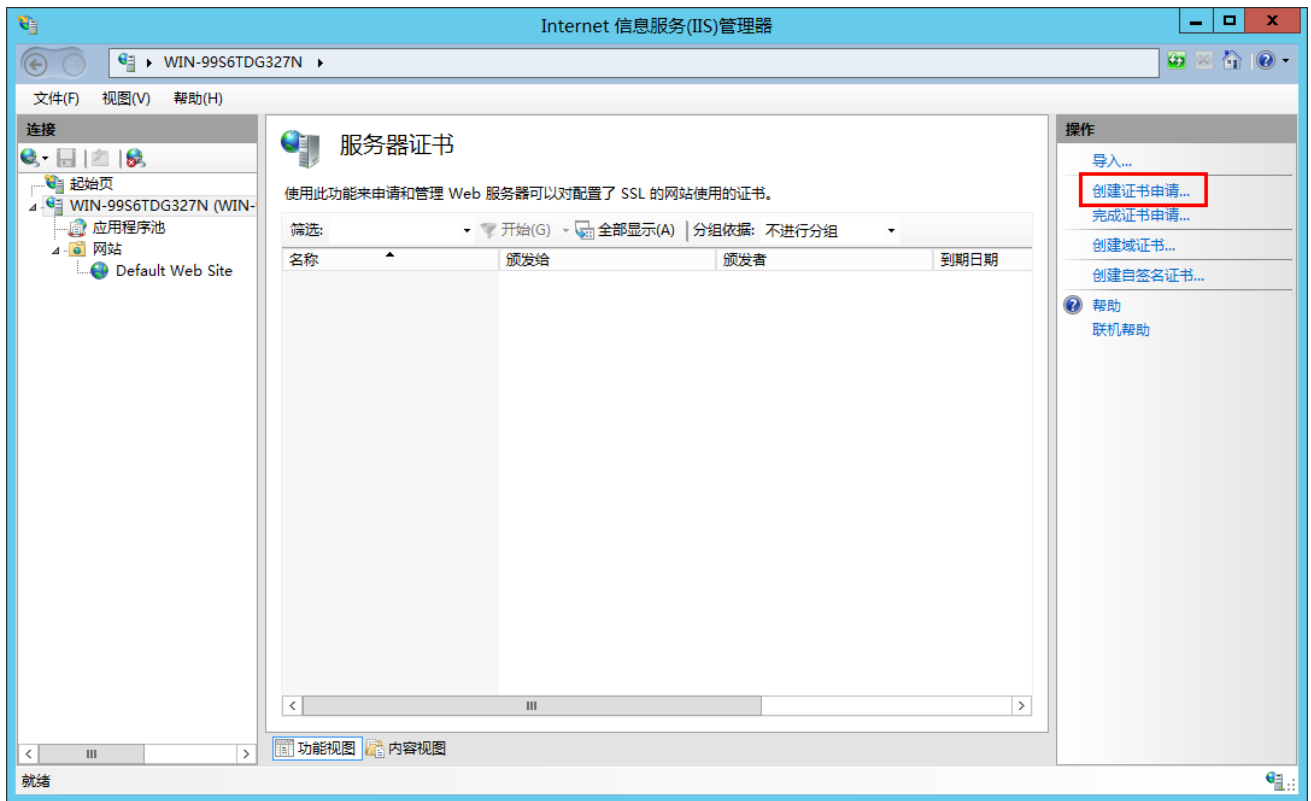 Internet 信息服务(IIS)管理器
WIN-99S6TDG327N
文件(F) 视图(V) 帮助(H)
连接
起始页
WIN-99S6TDG327N (WIN-
应用程序池
网站
Default Web Site
服务器证书
使用此功能来申请和管理 Web 服务器可以对配置了 SSL 的网站使用的证书。
筛选: 开始(G) 全部显示(A) 分组依据: 不进行分组
名称 颁发给 颁发者 到期日期
功能视图 内容视图
操作
导入...
创建证书申请...
完成证书申请...
创建域证书...
创建自签名证书...
帮助
联机帮助
就绪